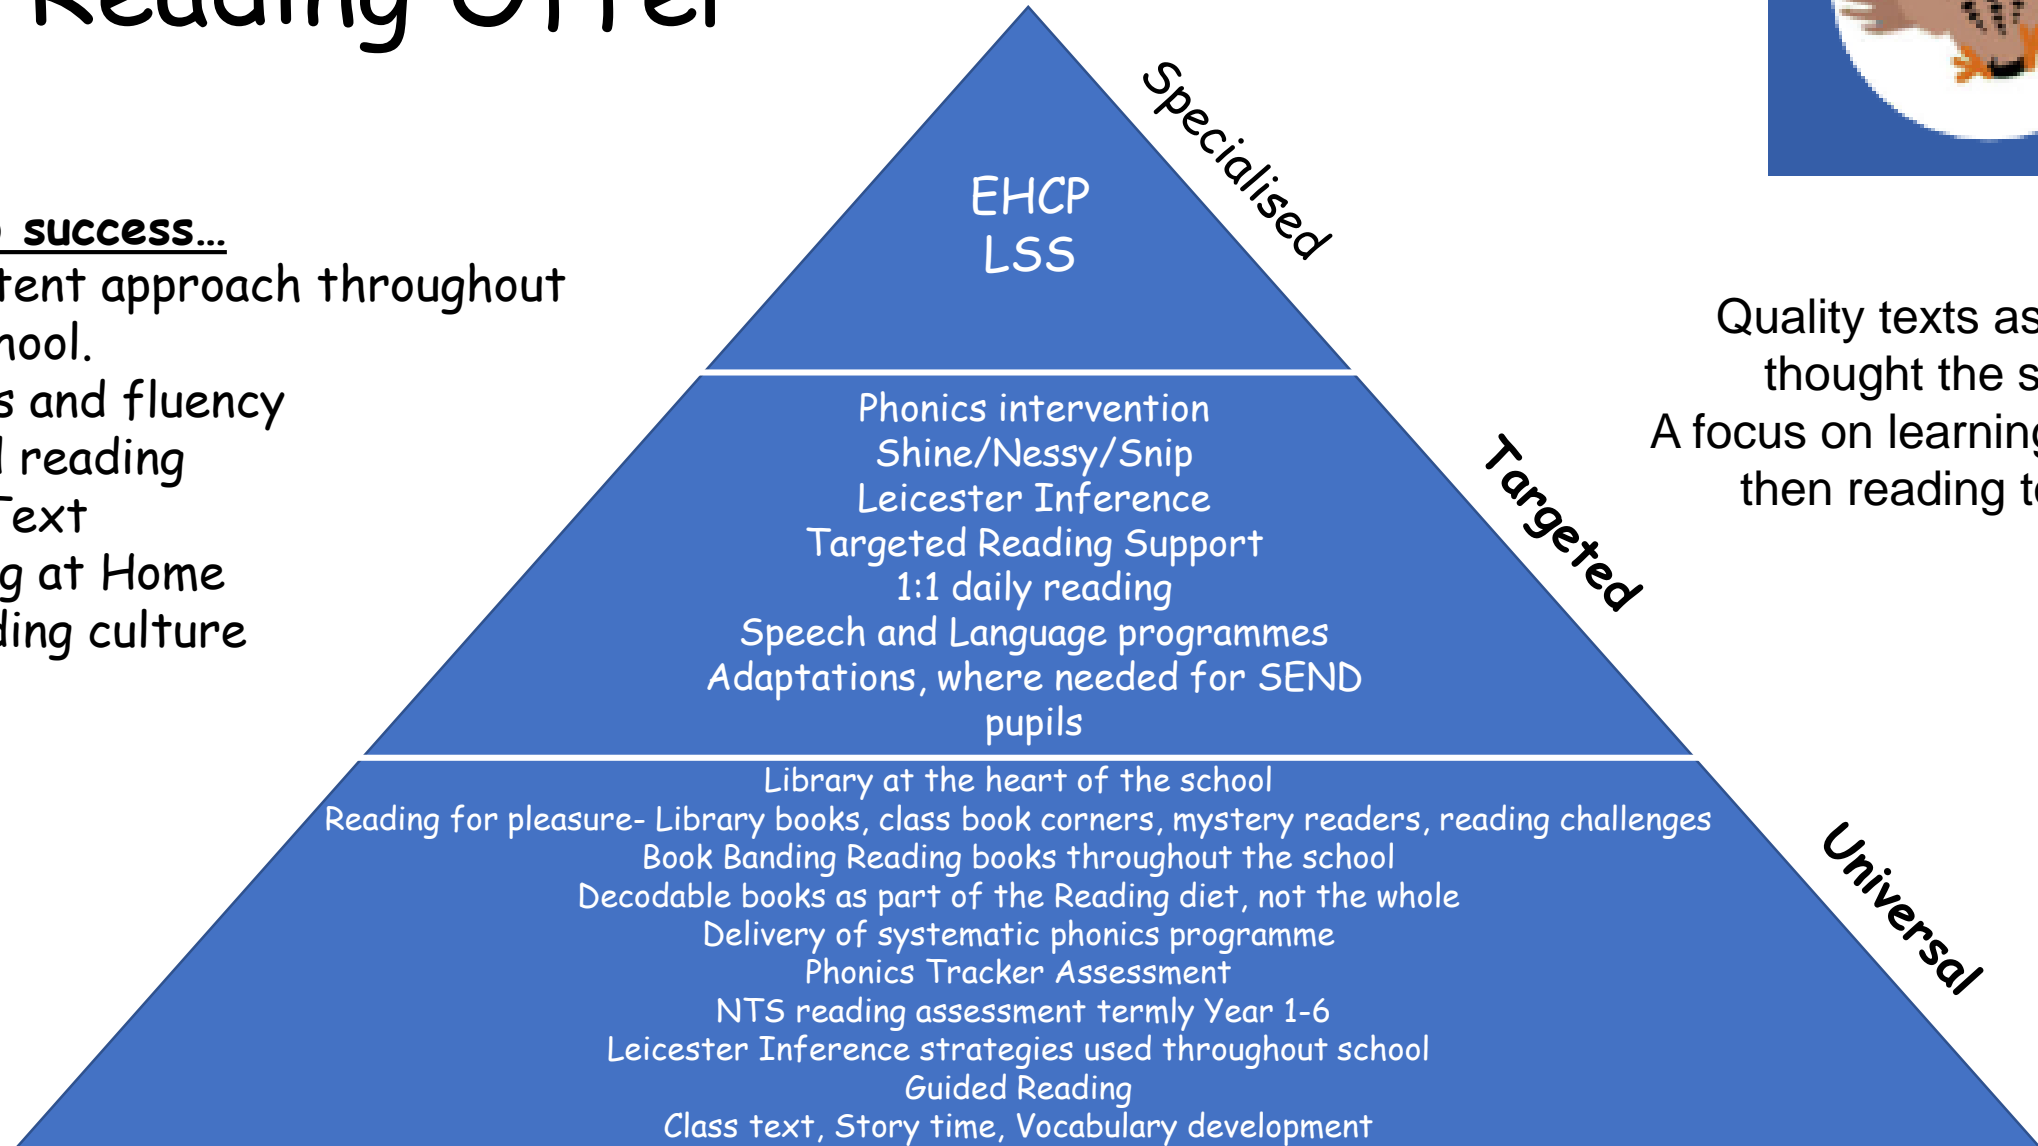 Reading Offer
success...
approach throughout
and fluency
reading
Text
at Home
culture
Specialised
EHCP
LSS
Targeted
Phonics intervention
Shine/Nessy/Snip
Leicester Inference
Targeted Reading Support
1:1 daily reading
Speech and Language programmes
Adaptations, where needed for SEND
pupils
Universal
Library at the heart of the school
Reading for pleasure- Library books, class book corners, mystery readers, reading challenges
Book Banding Reading books throughout the school
Decodable books as part of the Reading diet, not the whole
Delivery of systematic phonics programme
Phonics Tracker Assessment
NTS reading assessment termly Year 1-6
Leicester Inference strategies used throughout school
Guided Reading
Class text, Story time, Vocabulary development
Quality texts as
thought the
A focus on learning
then reading